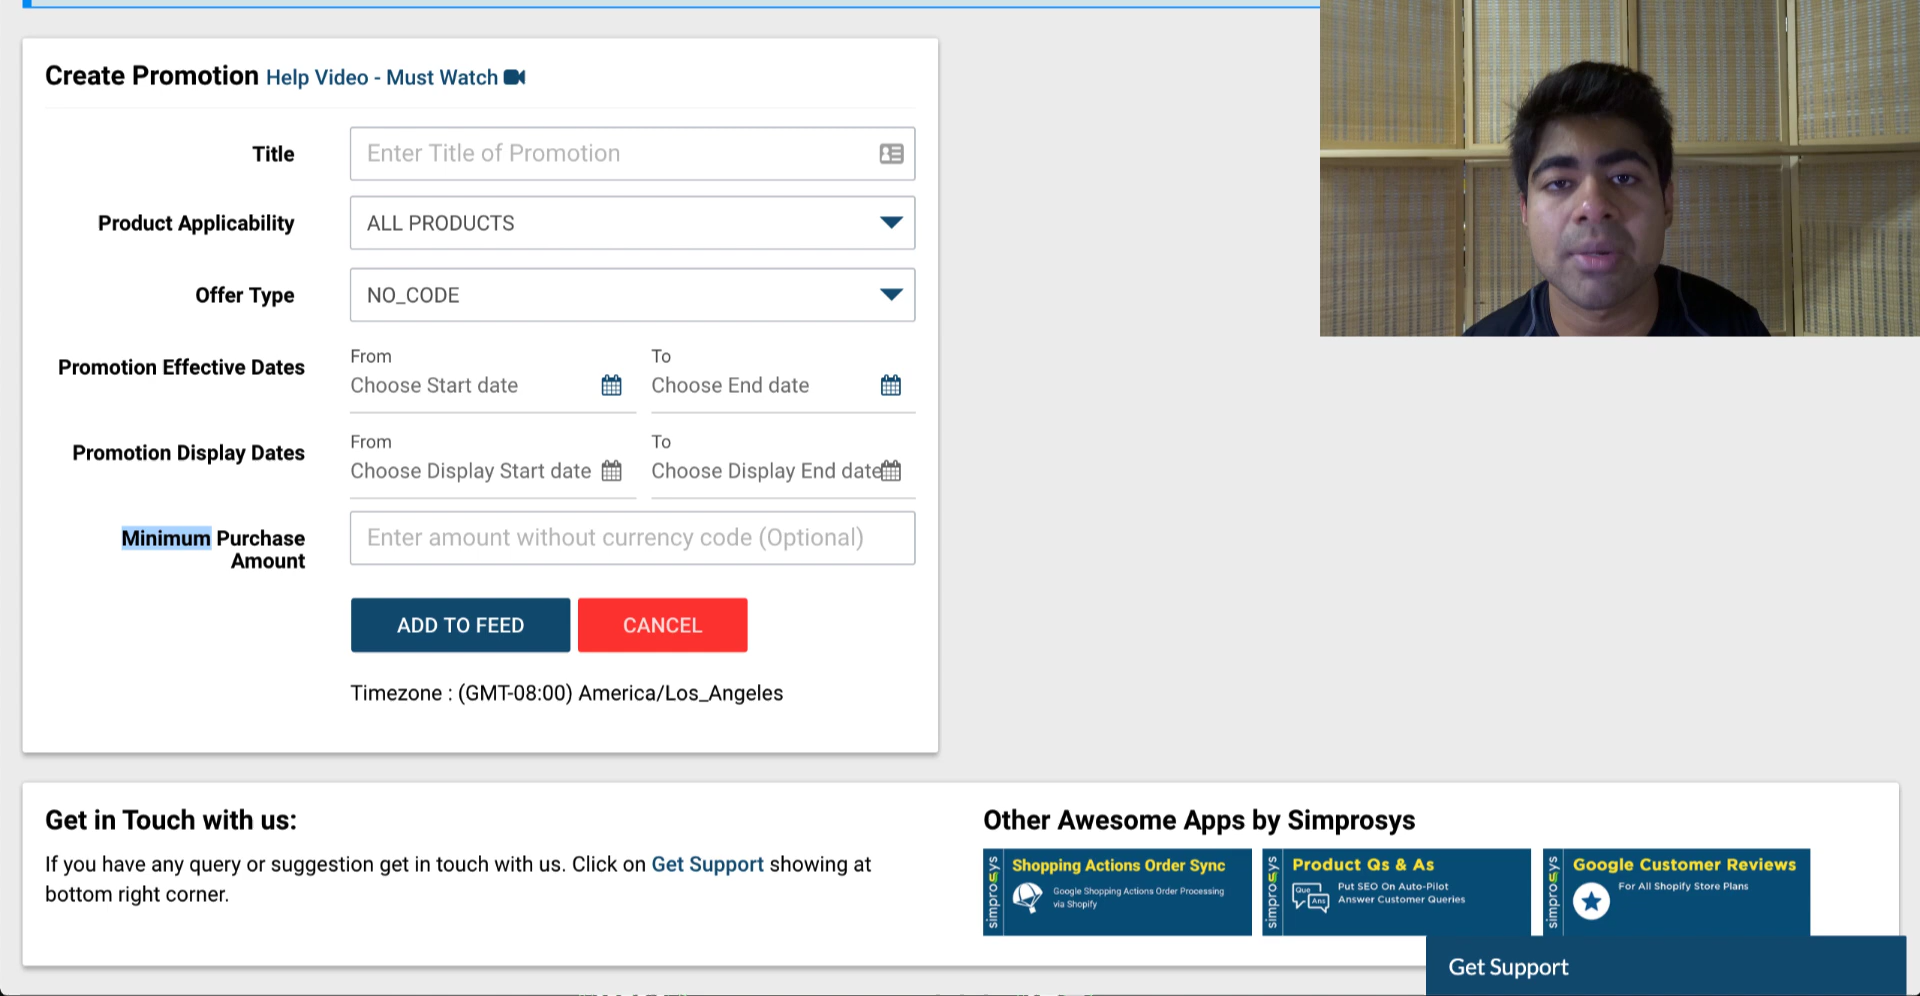 Create Promotion Help Video - Must Watch
Title
Enter Title of Promotion
Product Applicability
ALL PRODUCTS
Offer Type
NO_CODE
Promotion Effective Dates
From
Choose Start date
To
Choose End date
Promotion Display Dates
From
Choose Display Start date
To
Choose Display End date
Minimum Purchase
Amount
Enter amount without currency code (Optional)
ADD TO FEED
CANCEL
Timezone : (GMT-08:00) America/Los_Angeles
Get in Touch with us:
If you have any query or suggestion get in touch with us. Click on Get Support showing at
bottom right corner.
Other Awesome Apps by Simprosys
simprosys
Shopping Actions Order Sync
Google Shopping Actions Order Processing
via Shopify
simprosys
Product Qs & As
Que
Ans
Put SEO On Auto-Pilot
Answer Customer Queries
simprosys
Google Customer Reviews
For All Shopify Store Plans
Get Support